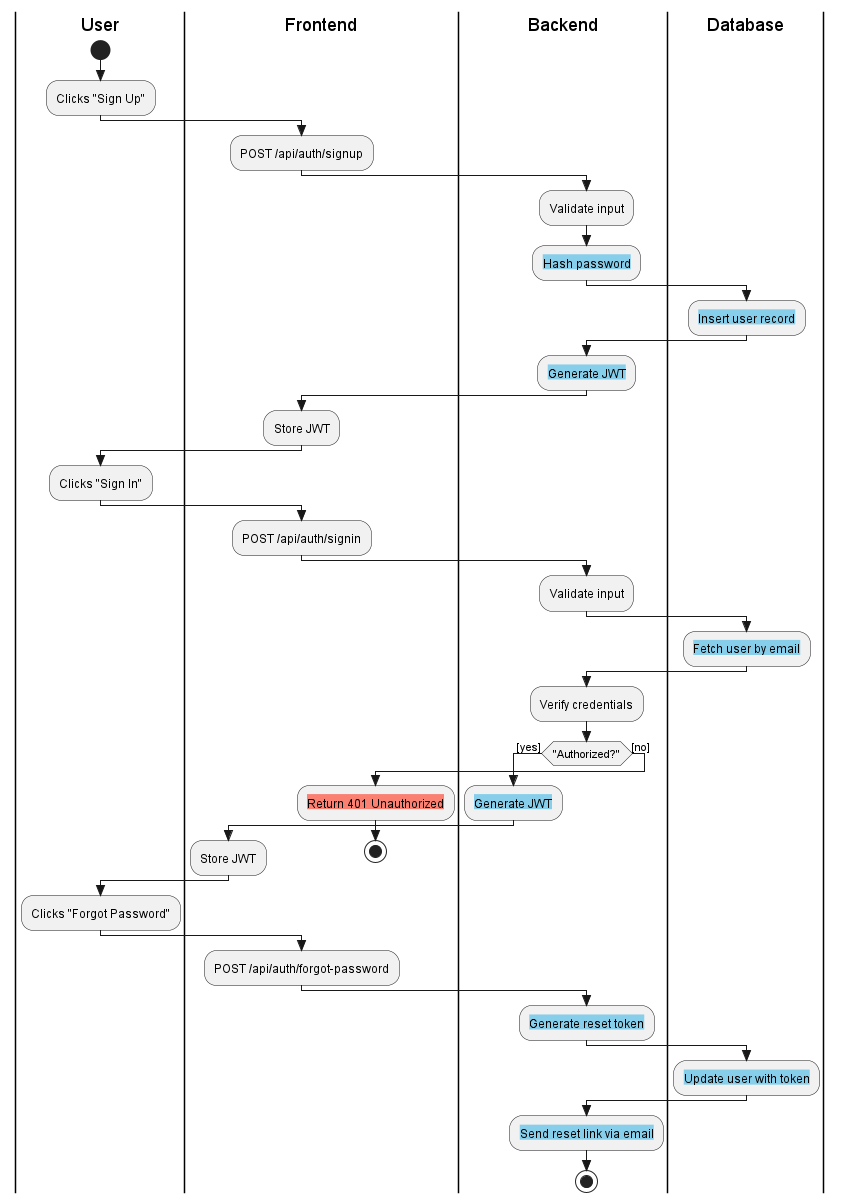 User
Frontend
Backend
Database
Clicks "Sign Up"
POST /api/auth/signup
Validate input
Hash password
Insert user record
Generate JWT
Store JWT
Clicks "Sign In"
POST /api/auth/signin
Validate input
Fetch user by email
Verify credentials
[yes]
"Authorized?"
[no]
Return 401 Unauthorized
Generate JWT
Store JWT
Clicks "Forgot Password"
POST /api/auth/forgot-password
Generate reset token
Update user with token
Send reset link via email